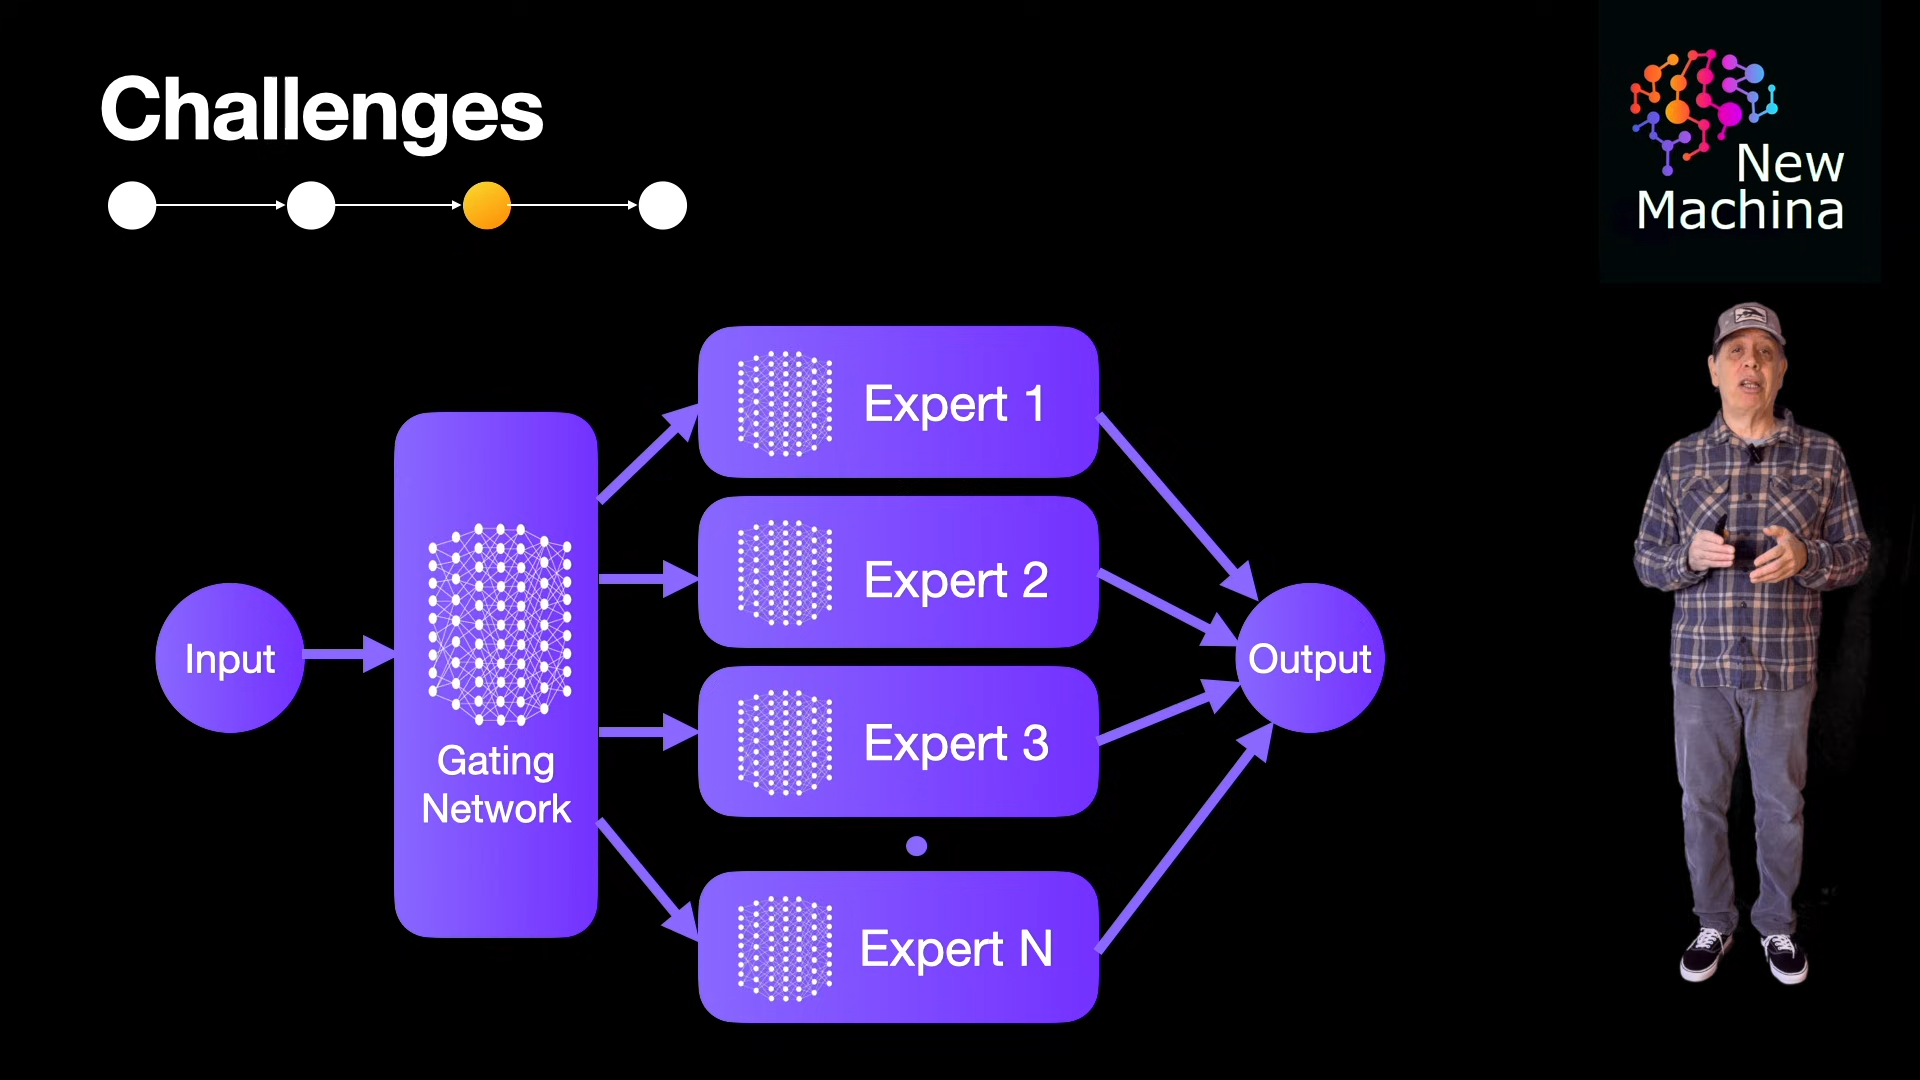 Challenges
New
Machina
Input
Gating
Network
Expert 1
Expert 2
Expert 3
Expert N
Output